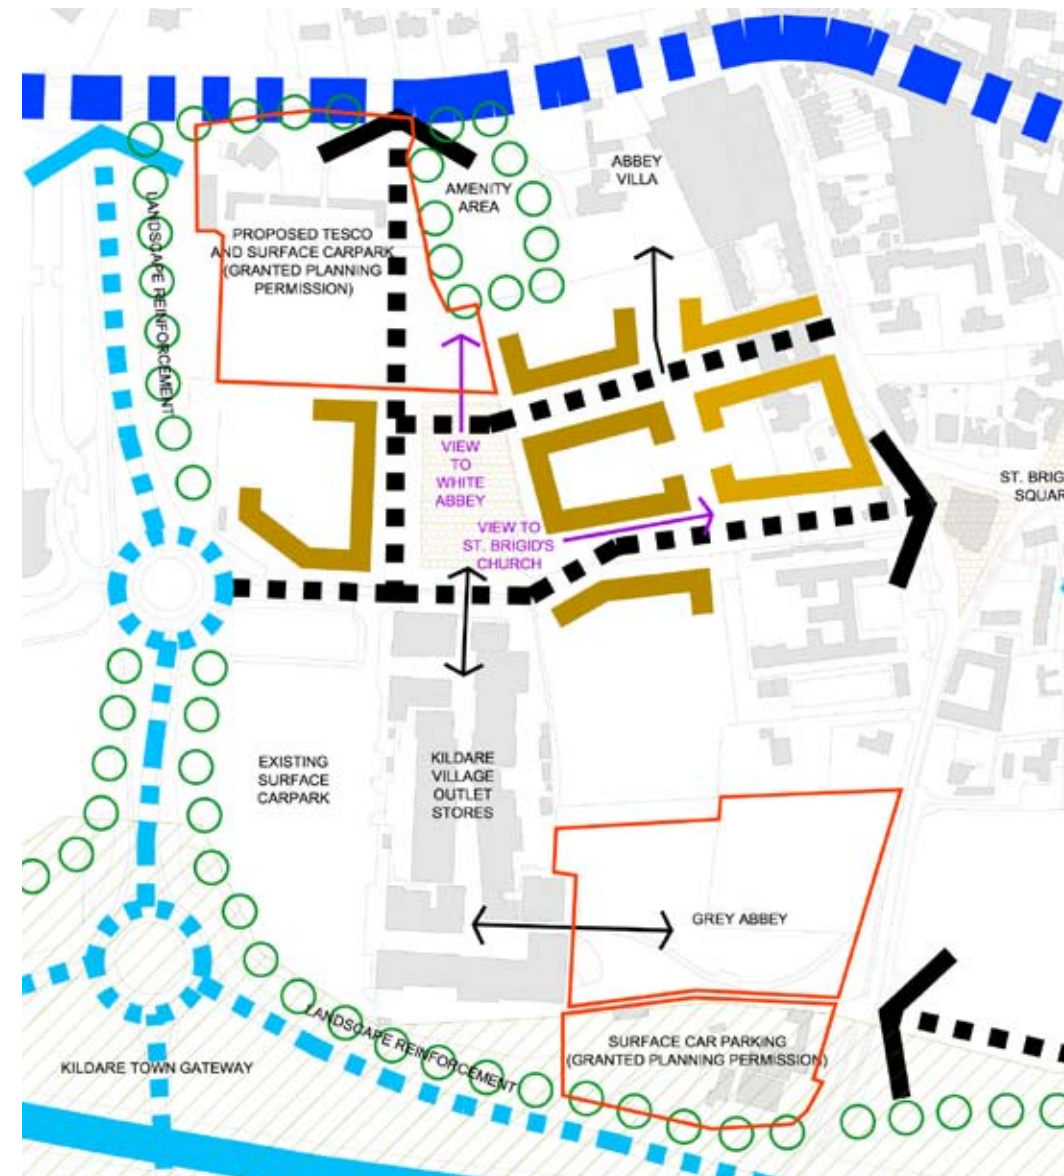 ABBEY
VILLA
AMENITY
AREA
LANDSCAPE REINFORCEMENT
PROPOSED TESCO
AND SURFACE CARPARK
(GRANTED PLANNING
PERMISSION)
VIEW
TO
WHITE
ABBEY
ST. BRIG
SQUAR
VIEW TO
ST. BRIGID'S
CHURCH
EXISTING
SURFACE
CARPARK
KILDARE
VILLAGE
OUTLET
STORES
GREY ABBEY
LANDSCAPE REINFORCEMENT
SURFACE CAR PARKING
(GRANTED PLANNING PERMISSION)
KILDARE TOWN GATEWAY